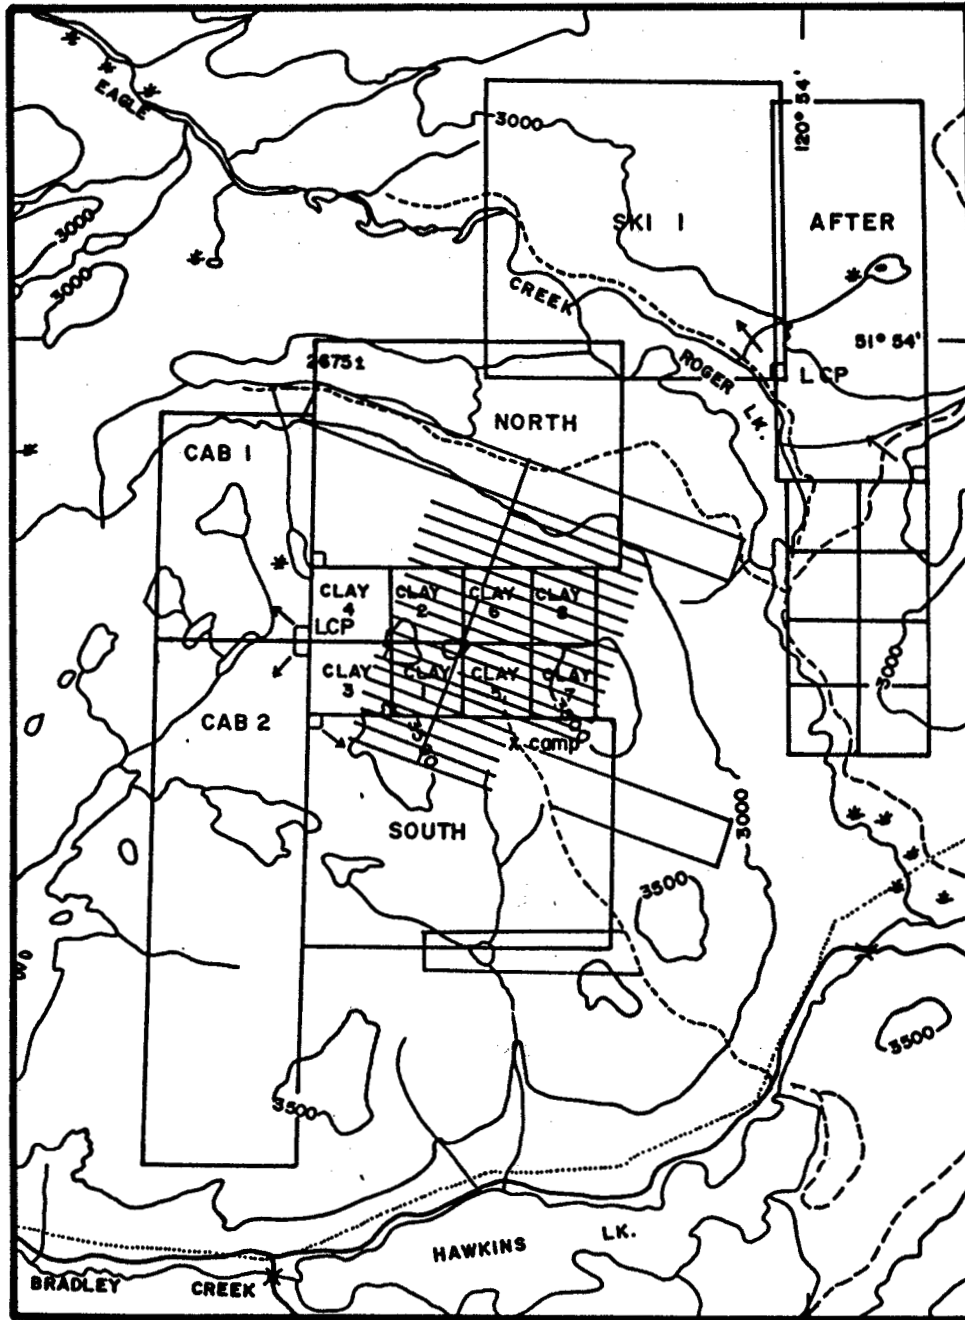 EAGLE
3000
120° 54'
SKI 1
AFTER
3000
3000
CREEK
51° 54'
2675±
ROGER LK.
LCP
NORTH
CAB 1
CLAY 4
CLAY 2
CLAY 6
CLAY 8
LCP
CLAY 3
CLAY 1
CLAY 5
CLAY 7
3000
CAB 2
x camp
3000
SOUTH
3500
3500
3500
HAWKINS LK.
BRADLEY CREEK